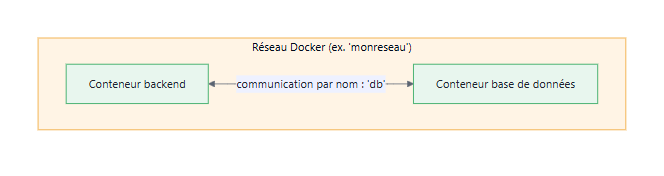 Réseau Docker (ex. 'monreseau')
Conteneur backend
communication par nom : 'db'
Conteneur base de données